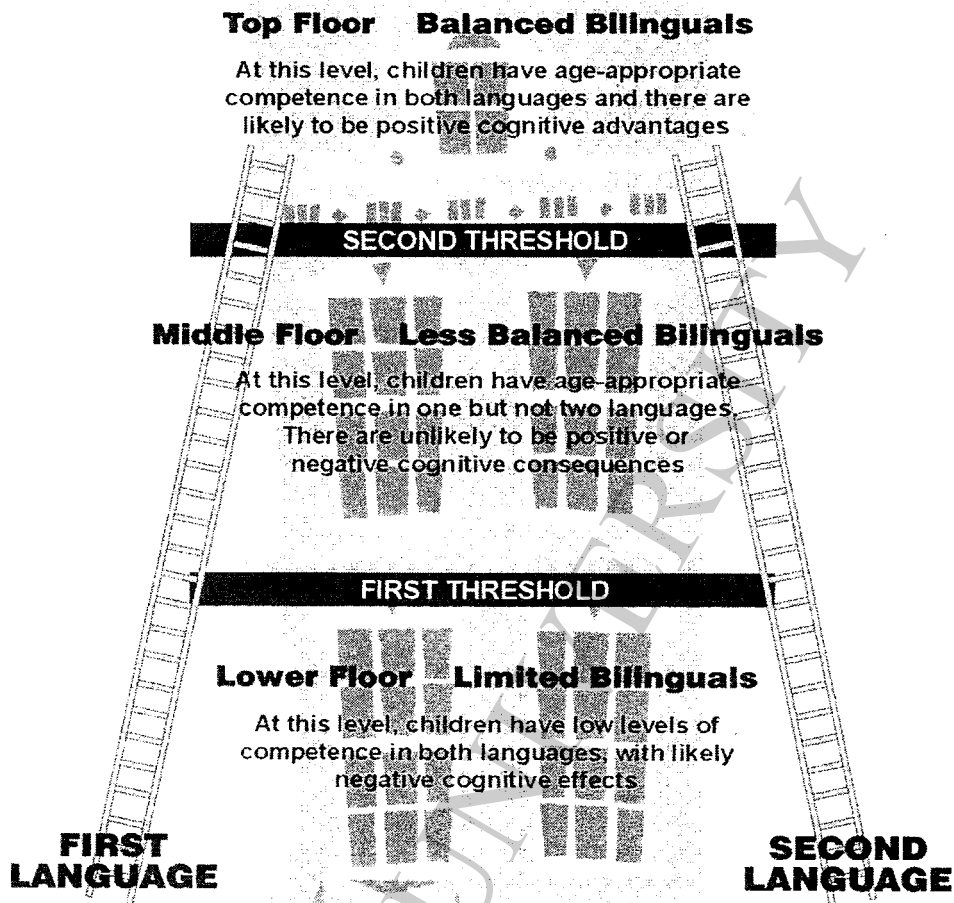 Top Floor Balanced Bilinguals
At this level, children have age-appropriate
competence in both languages and there are
likely to be positive cognitive advantages
SECOND THRESHOLD
Middle Floor Less Balanced Bilinguals
At this level, children have age-appropriate
competence in one but not two languages.
There are unlikely to be positive or
negative cognitive consequences
FIRST THRESHOLD
Lower Floor Limited Bilinguals
At this level, children have low levels of
competence in both languages, with likely
negative cognitive effects
FIRST
LANGUAGE
SECOND
LANGUAGE
UNIVERSITY